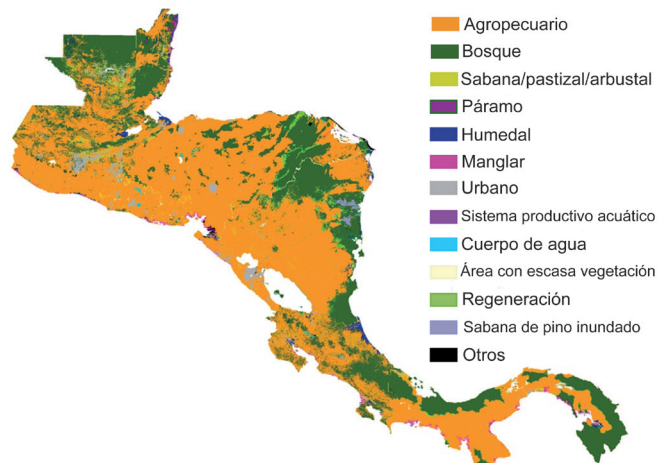 Agropecuario
Bosque
Sabana/pastizal/arbustal
Páramo
Humedal
Manglar
Urbano
Sistema productivo acuático
Cuerpo de agua
Área con escasa vegetación
Regeneración
Sabana de pino inundado
Otros